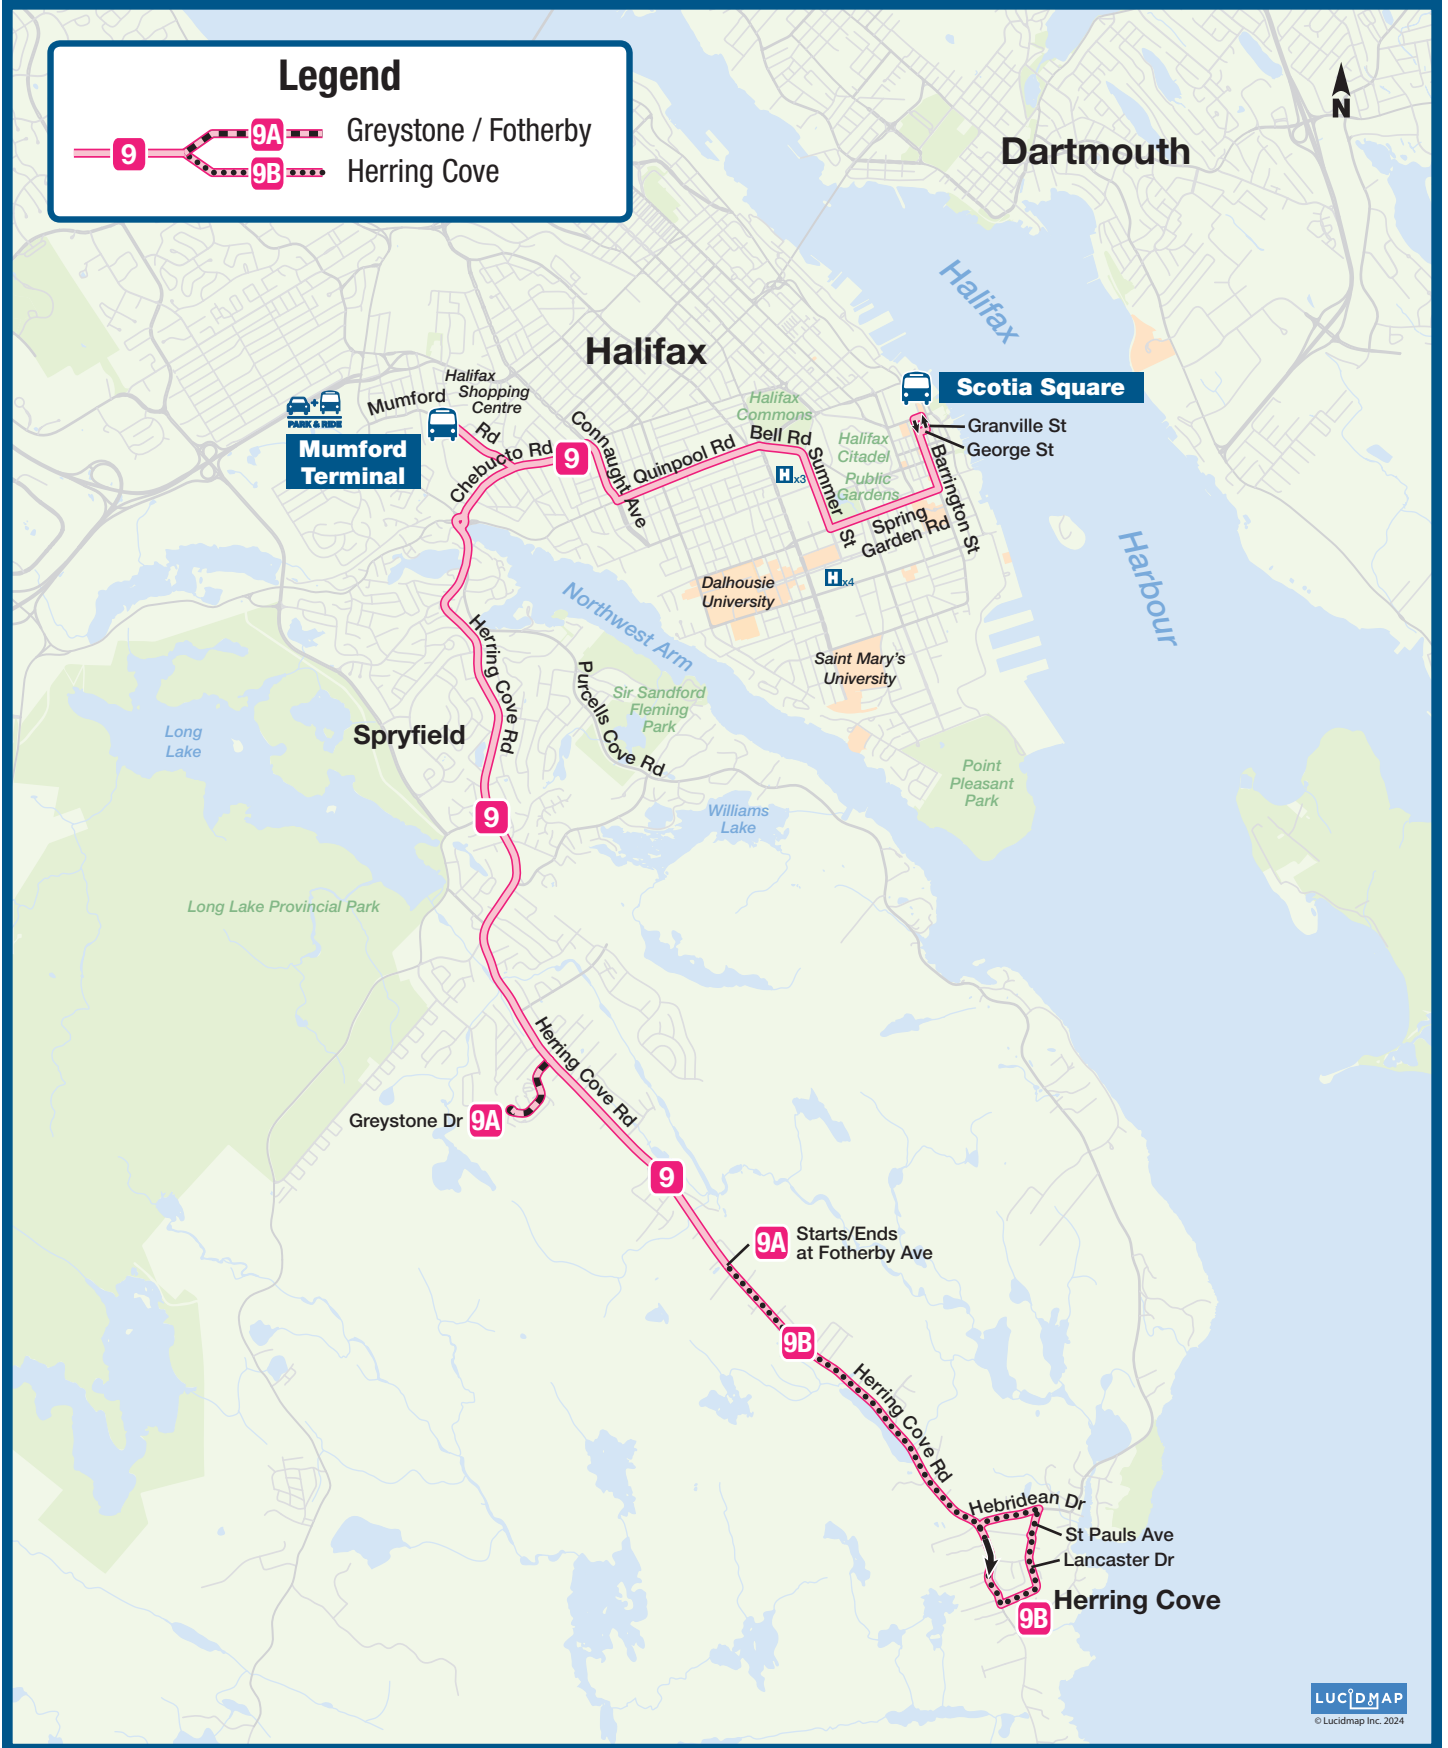 Legend
9
9A
Greystone / Fotherby
9B
Herring Cove
N
Dartmouth
Halifax
Harbour
Halifax
Scotia Square
Granville St
George St
Barrington St
Halifax
Shopping
Centre
Mumford
Rd
PARK & RIDE
Mumford
Terminal
Chebucto Rd
9
Connaught Ave
Quinpool Rd
Bell Rd
Halifax
Commons
Halifax
Citadel
Public
Gardens
H x3
Summer St
Spring
Garden Rd
H x4
Dalhousie
University
Saint Mary's
University
Northwest Arm
Herring Cove Rd
Purcells Cove Rd
Sir Sandford
Fleming
Park
Point
Pleasant
Park
Long
Lake
Spryfield
Williams
Lake
9
Long Lake Provincial Park
Herring Cove Rd
Greystone Dr
9A
9
9A
Starts/Ends
at Fotherby Ave
9B
Herring Cove Rd
Hebridean Dr
St Pauls Ave
Lancaster Dr
Herring Cove
9B
LUCIDMAP
© Lucidmap Inc. 2024